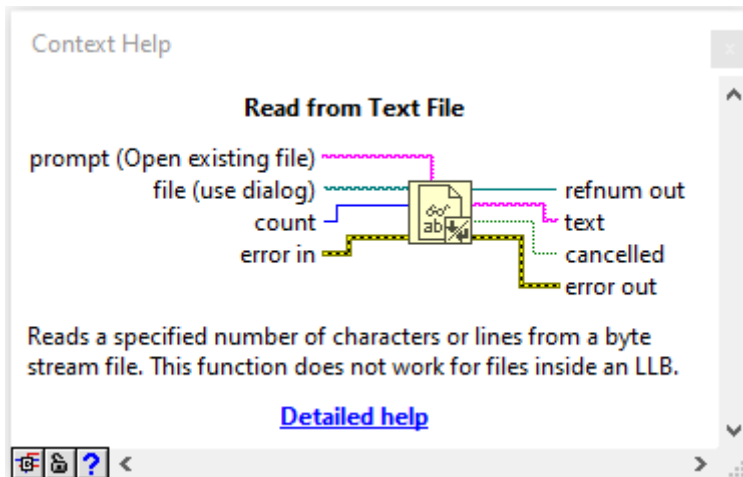 Context Help
Read from Text File
prompt (Open existing file)
file (use dialog)
count
error in
ab
refnum out
text
cancelled
error out
Reads a specified number of characters or lines from a byte
stream file. This function does not work for files inside an LLB.
Detailed help
?